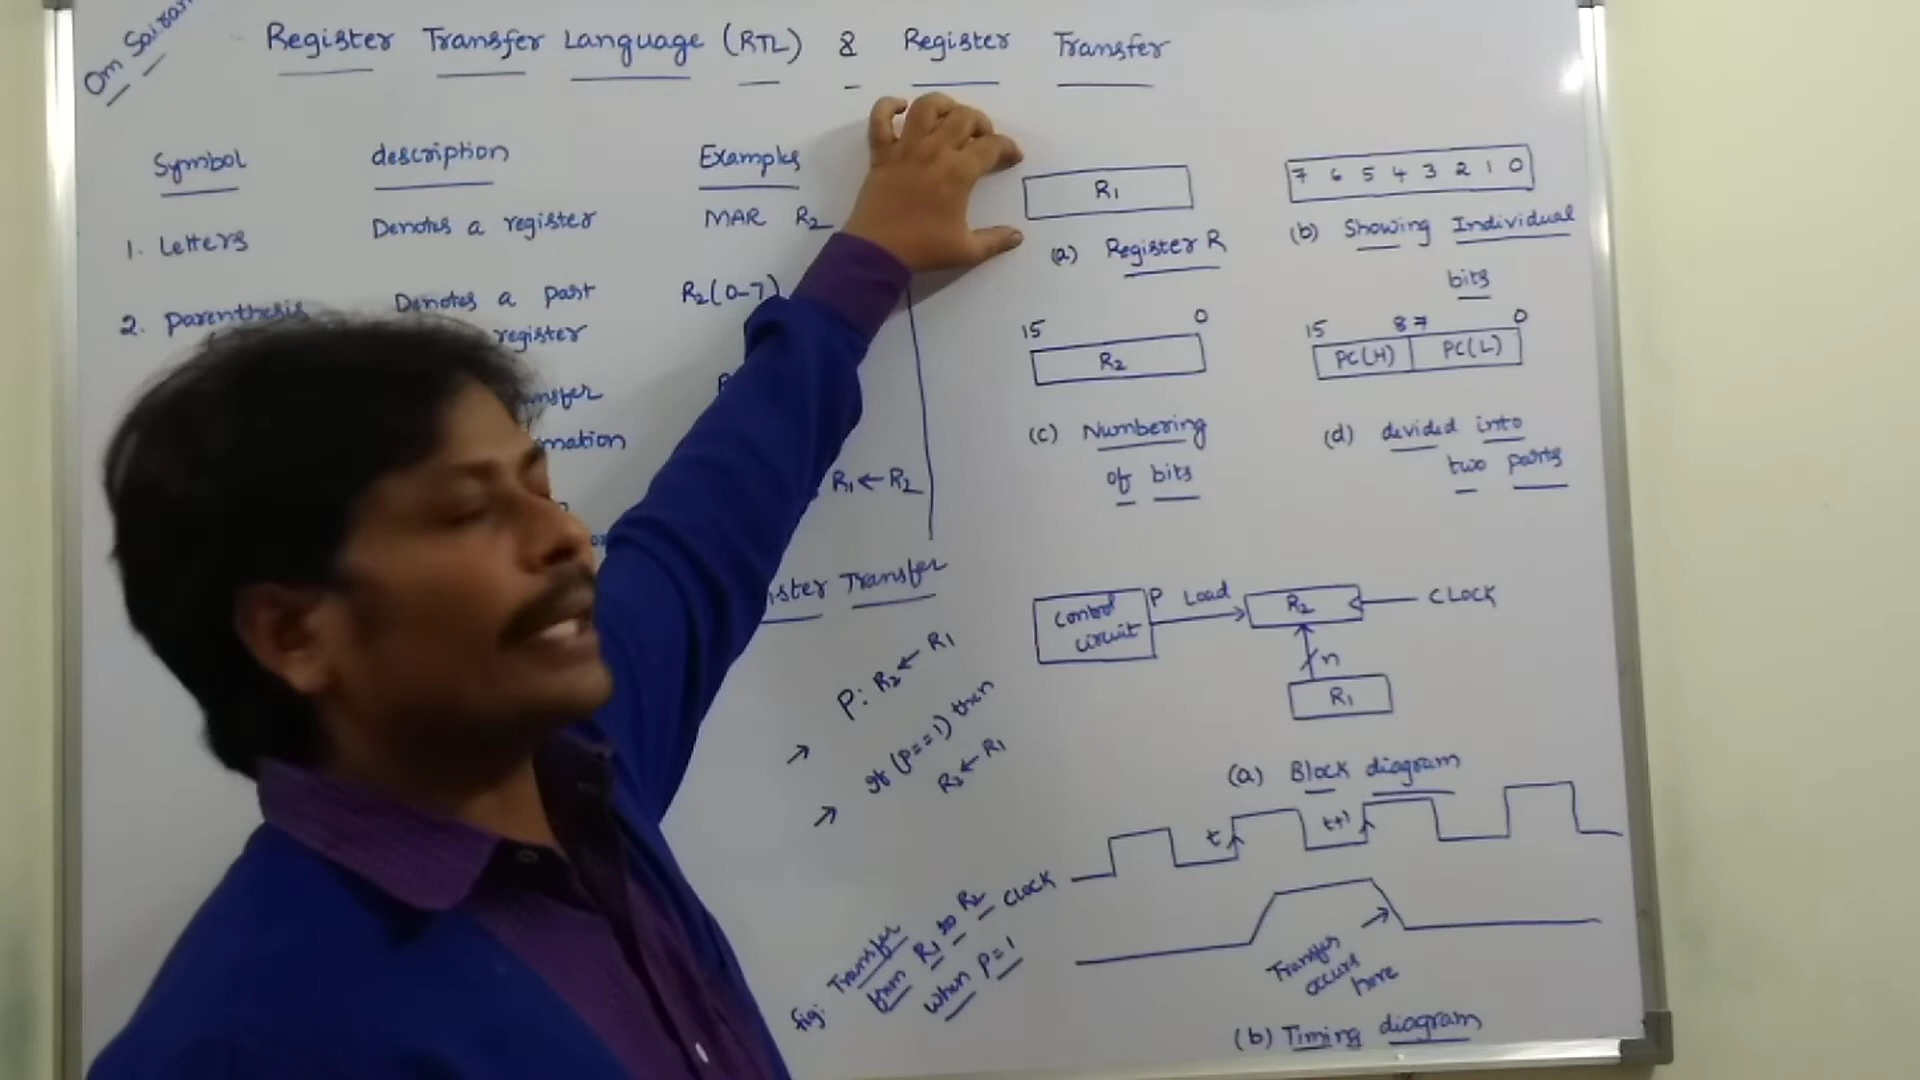 Om Sairam
Register Transfer Language (RTL) & Register Transfer
Symbol description Examples
1. Letters Denotes a register MAR R2
2. parenthesis Denotes a part R2(0-7)
register
mation
R1 ← R2
ister Transfer
P: R2 ← R1
If (P==1) then
R2 ← R1
R1
(a) Register R
7 6 5 4 3 2 1 0
(b) Showing Individual
bits
15 0
R2
(c) Numbering
of bits
15 8 7 0
PC(H) PC(L)
(d) devided into
two parts
control
circuit
P Load
R2
CLOCK
n
R1
(a) Block diagram
t
t+1
CLOCK
Transfer
occurs
here
(b) Timing diagram
fig: Transfer
from R1 to R2
when P=1